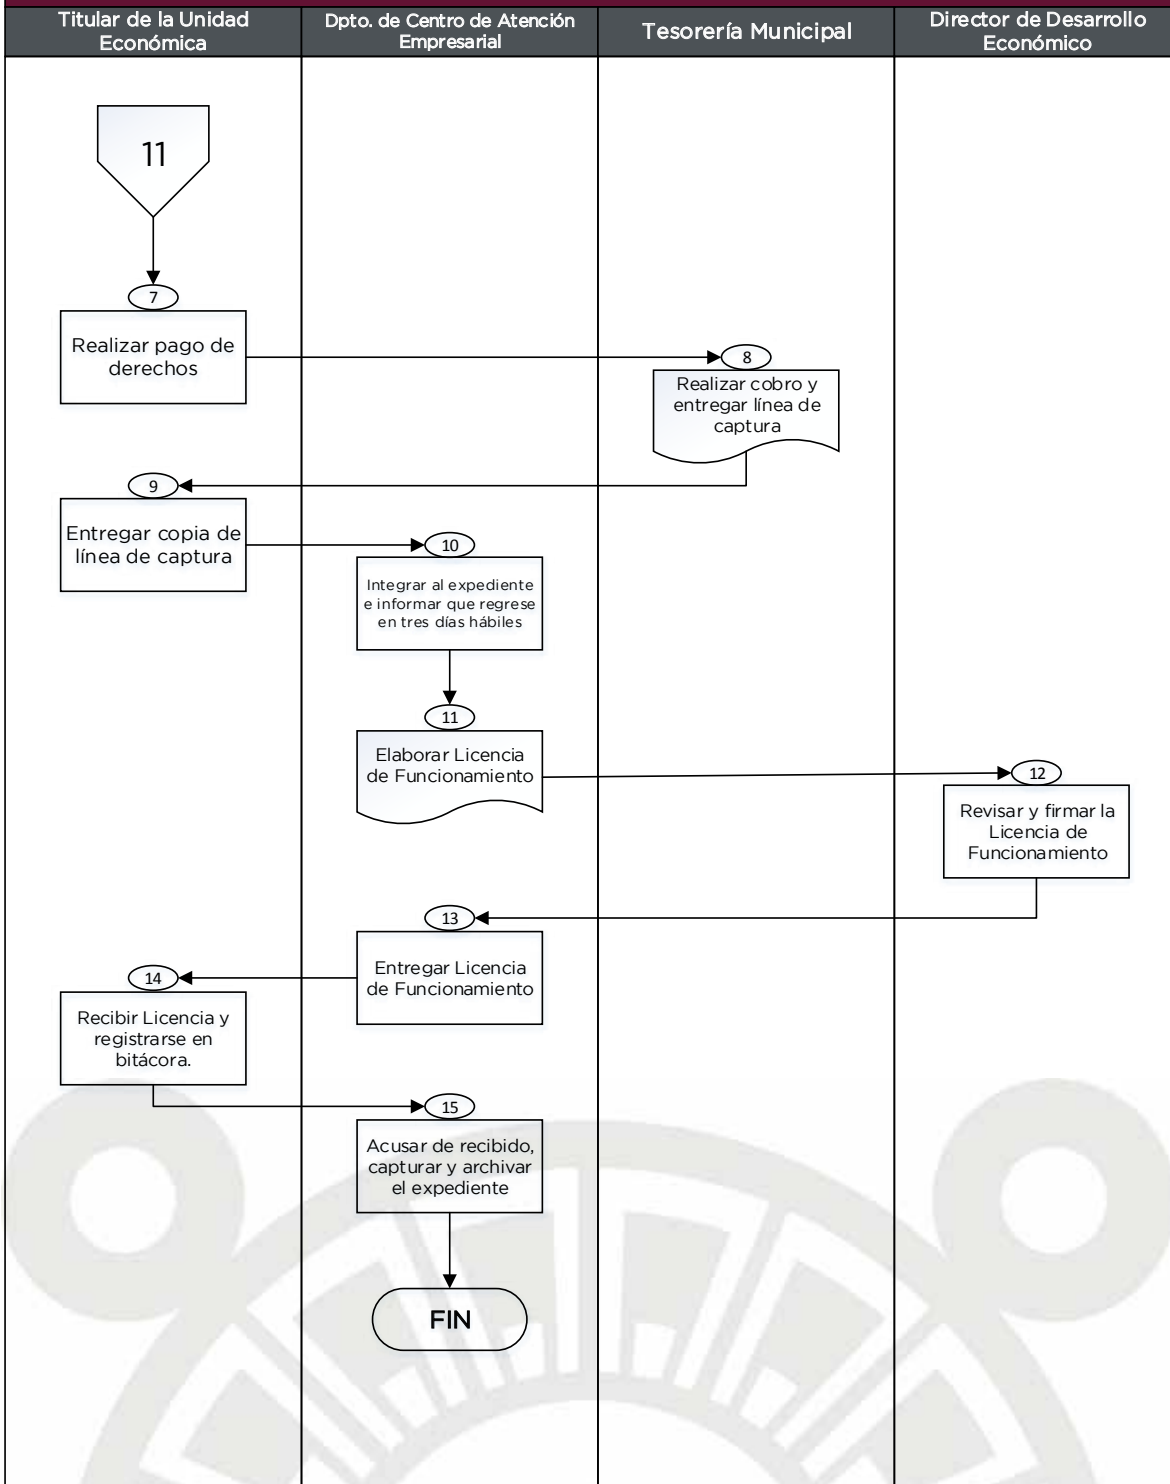 Titular de la Unidad
Económica
Dpto. de Centro de Atención
Empresarial
Tesorería Municipal
Director de Desarrollo
Económico
11
7
Realizar pago de
derechos
8
Realizar cobro y
entregar línea de
captura
9
Entregar copia de
línea de captura
10
Integrar al expediente
e informar que regrese
en tres días hábiles
11
Elaborar Licencia
de Funcionamiento
12
Revisar y firmar la
Licencia de
Funcionamiento
13
Entregar Licencia
de Funcionamiento
14
Recibir Licencia y
registrarse en
bitácora.
15
Acusar de recibido,
capturar y archivar
el expediente
FIN